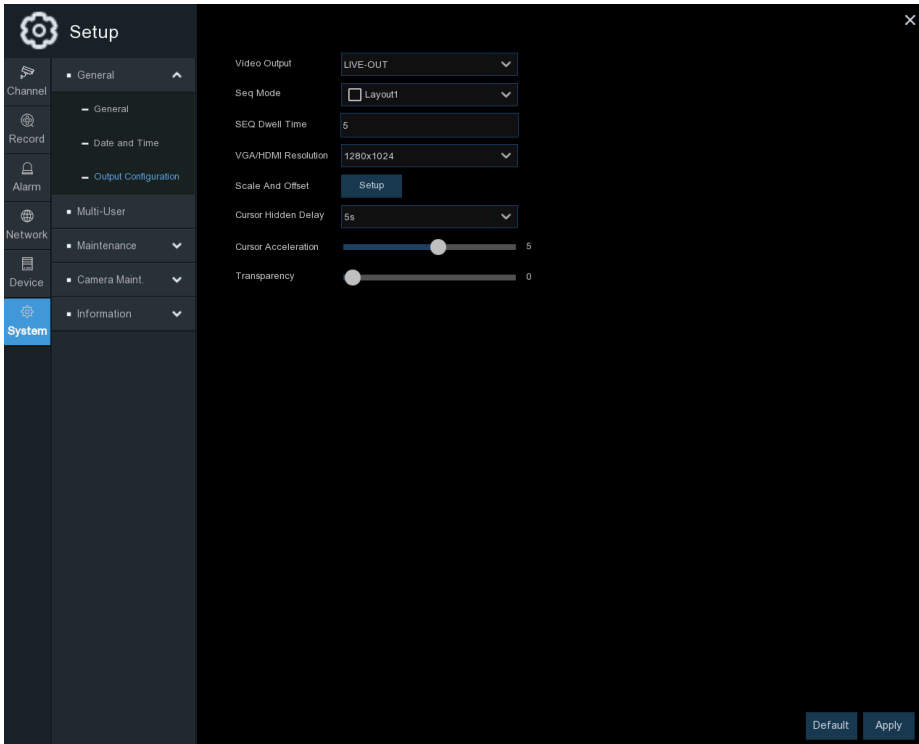 Setup
Channel
Record
Alarm
Network
Device
System
General
General
Date and Time
Output Configuration
Multi-User
Maintenance
Camera Maint.
Information
Video Output LIVE-OUT
Seq Mode Layout1
SEQ Dwell Time 5
VGA/HDMI Resolution 1280x1024
Scale And Offset Setup
Cursor Hidden Delay 5s
Cursor Acceleration 5
Transparency 0
Default Apply